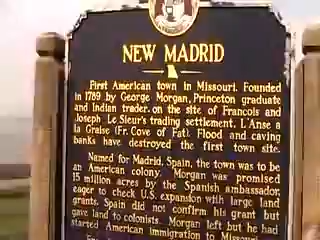 NEW MADRID
First American town in Missouri. Founded
in 1789 by George Morgan, Princeton graduate
and Indian trader, on the site of Francois and
Joseph Le Sieur's trading settlement, L'Anse a
la Graise (Fr. Cove of Fat). Flood and caving
banks have destroyed the first town site.
Named for Madrid, Spain, the town was to be
an American colony. Morgan was promised
15 million acres by the Spanish ambassador,
eager to check U.S. expansion with large land
grants. Spain did not confirm his grant but
gave land to colonists. Morgan left but he had
started American immigration to Missouri.